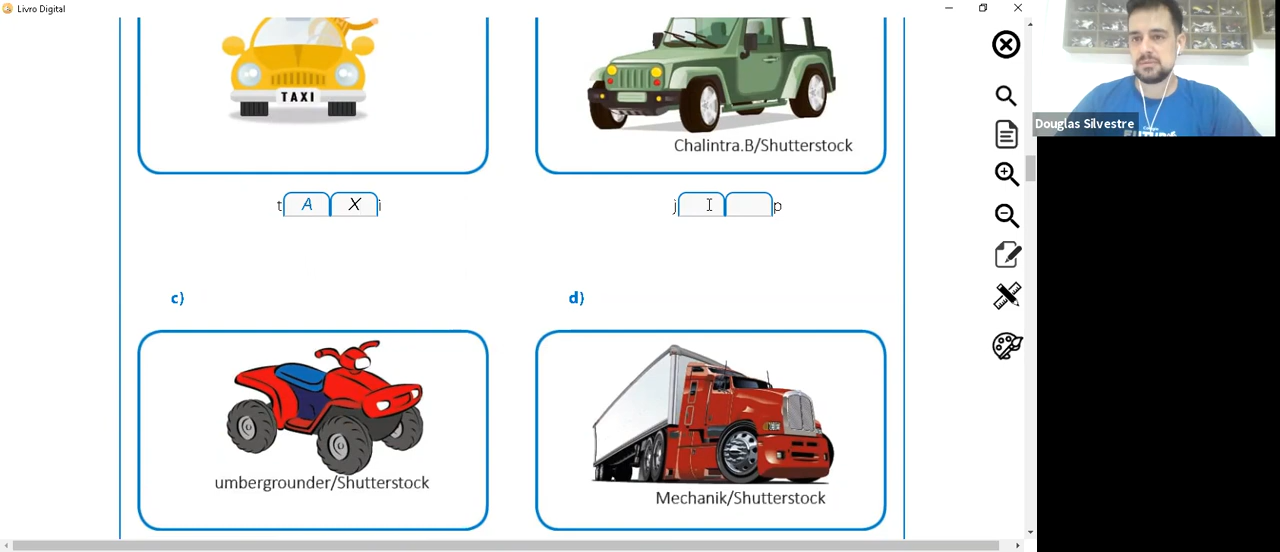 Livro Digital
TAXI
Chalintra.B/Shutterstock
t A X i
j p
c)
d)
umbergrounder/Shutterstock
Mechanik/Shutterstock
Douglas Silvestre